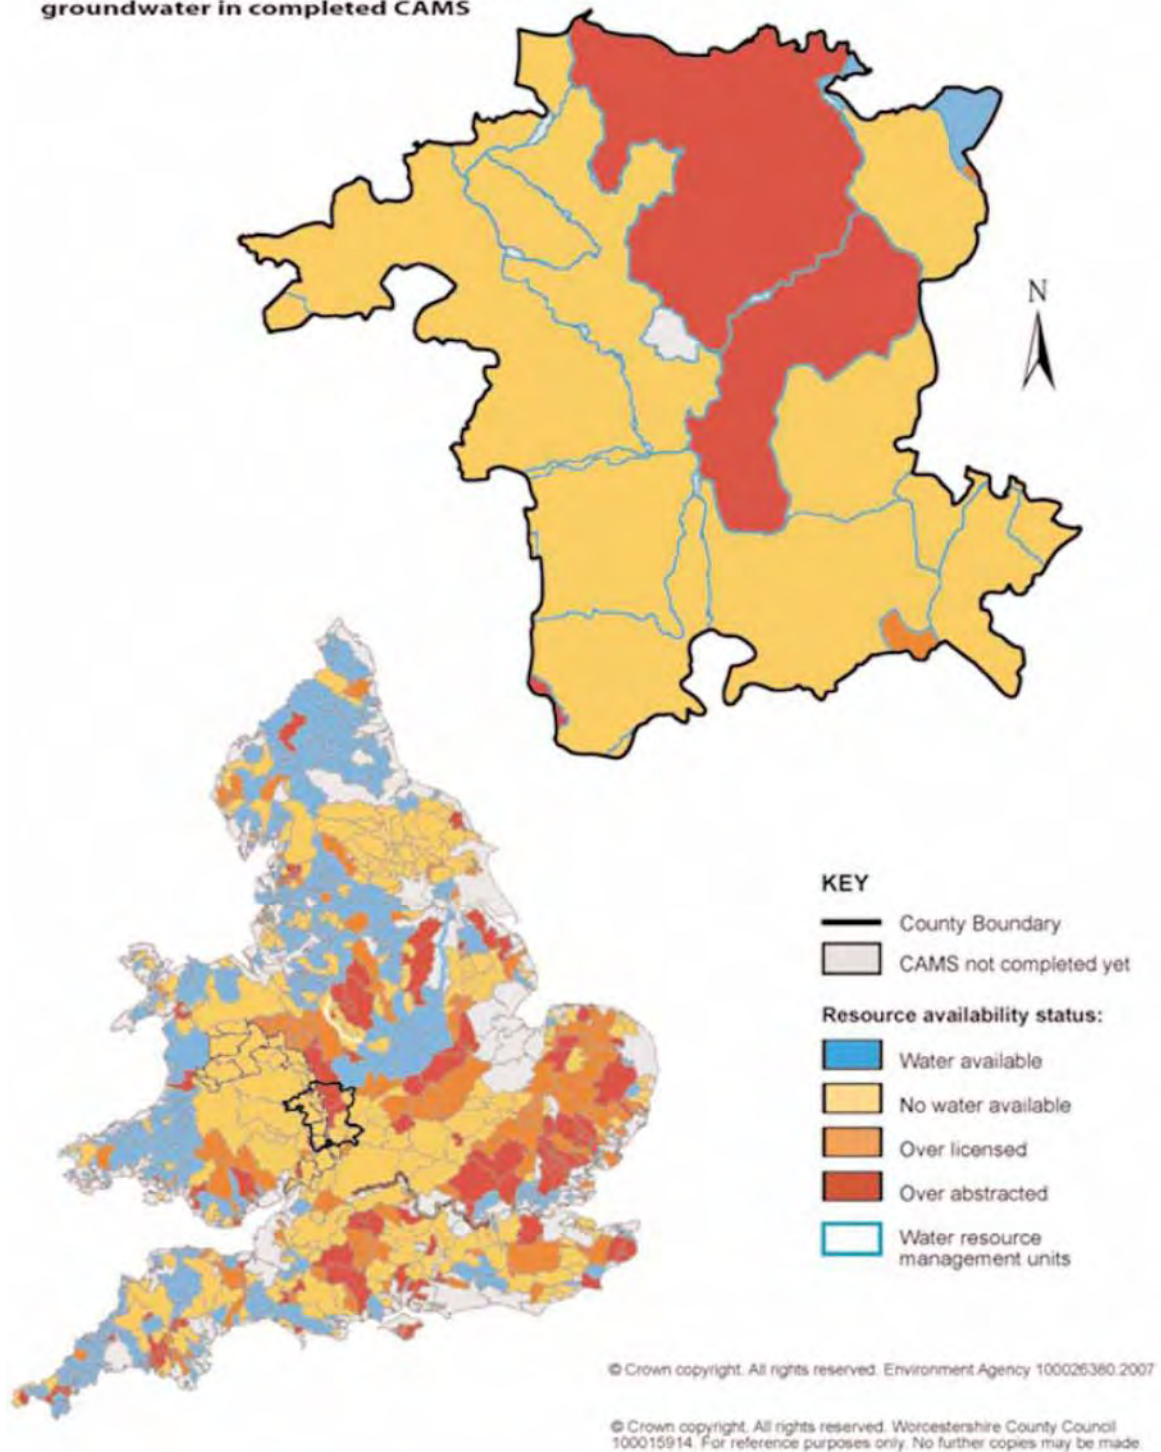 groundwater in completed CAMS
N
KEY
County Boundary
CAMS not completed yet
Resource availability status:
Water available
No water available
Over licensed
Over abstracted
Water resource
management units
© Crown copyright. All rights reserved. Environment Agency 100026380.2007
© Crown copyright. All rights reserved. Worcestershire County Council
100015914. For reference purposes only. No further copies may be made.